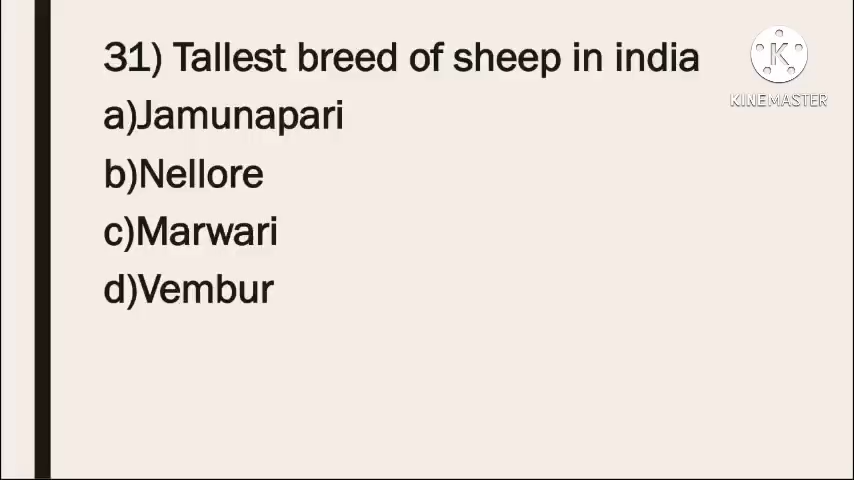 31) Tallest breed of sheep in india
K
KINEMASTER
a)Jamunapari
b)Nellore
c)Marwari
d)Vembur